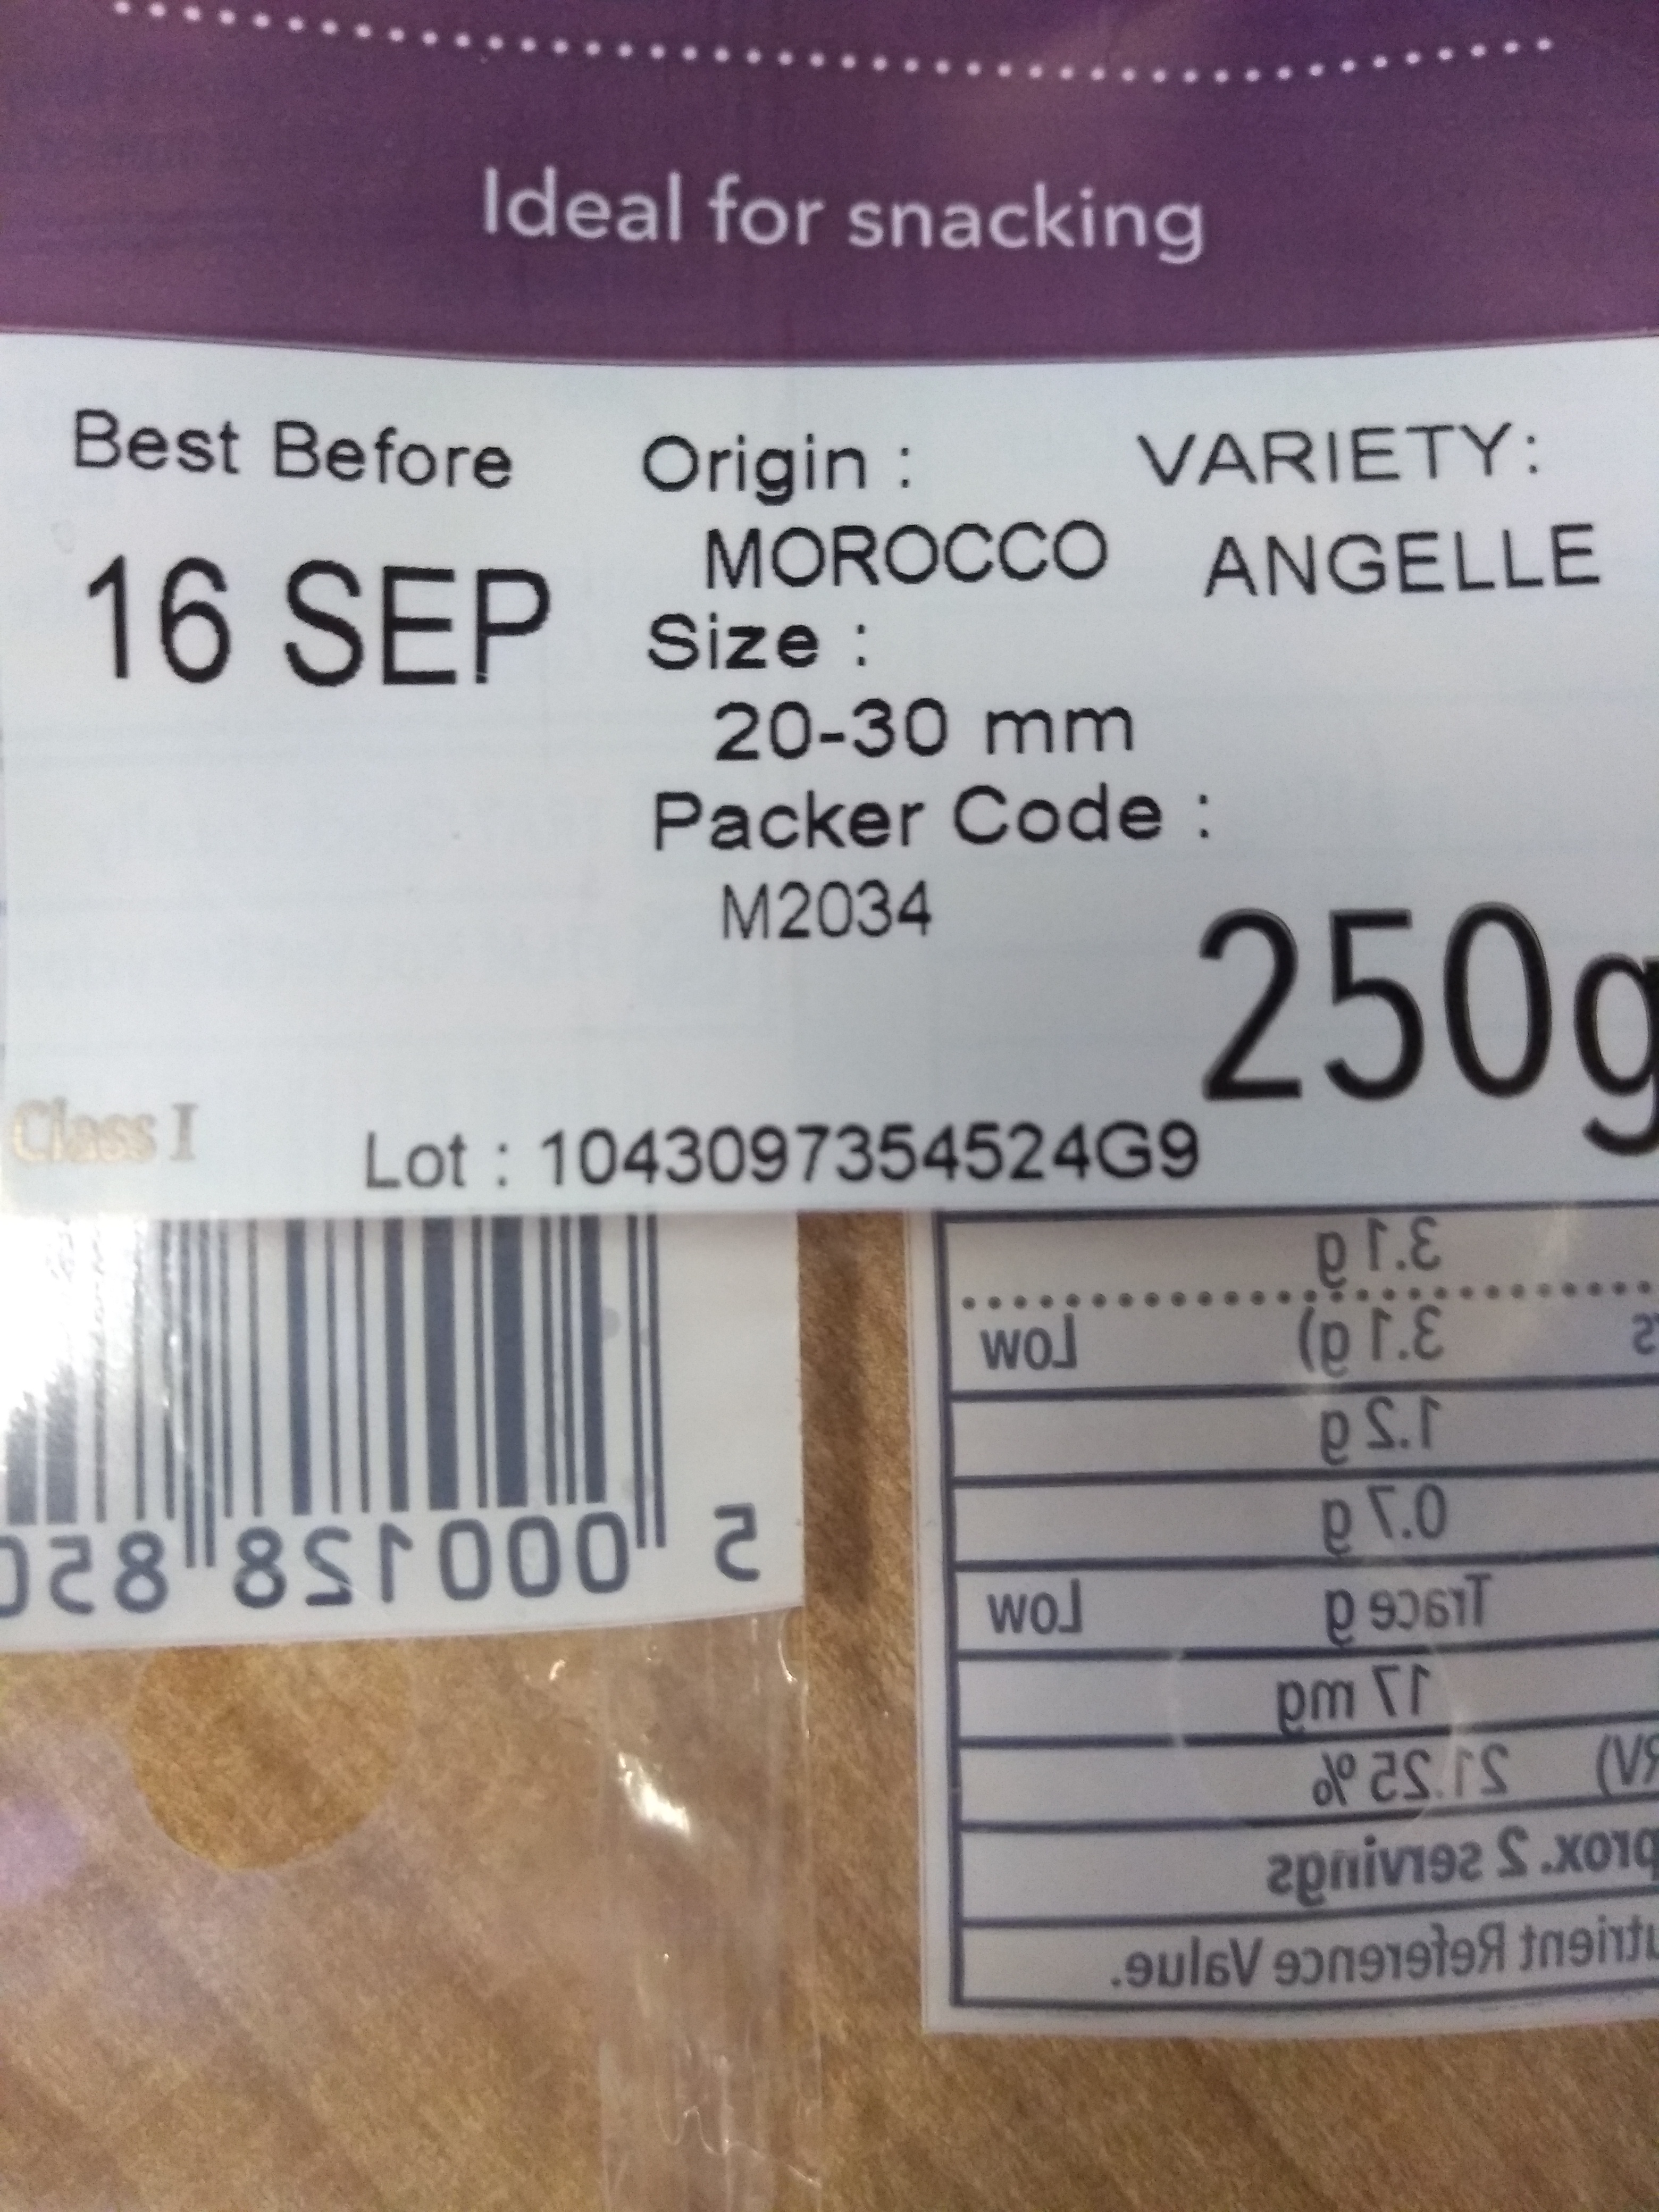 Ideal for snacking
Best Before
16 SEP
Origin :
MOROCCO
Size :
20-30 mm
Packer Code :
M2034
VARIETY:
ANGELLE
250g
Class I
Lot : 1043097354524G9
5 000128 850
3.1 g
3.1 g) Low
1.2 g
0.7 g
Trace g Low
17 mg
RV) 21.25%
prox. 2 servings
utrient Reference Value.